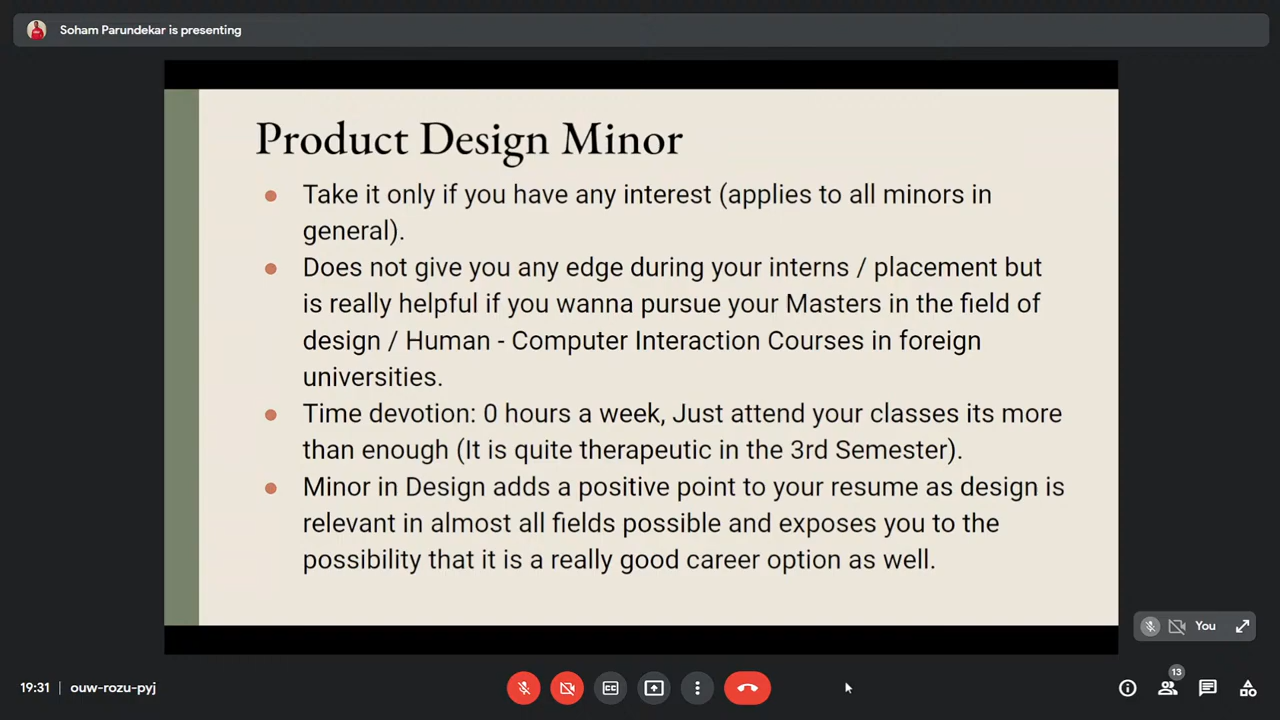 Soham Parundekar is presenting
Product Design Minor
Take it only if you have any interest (applies to all minors in
general).
Does not give you any edge during your interns / placement but
is really helpful if you wanna pursue your Masters in the field of
design / Human - Computer Interaction Courses in foreign
universities.
Time devotion: 0 hours a week, Just attend your classes its more
than enough (It is quite therapeutic in the 3rd Semester).
Minor in Design adds a positive point to your resume as design is
relevant in almost all fields possible and exposes you to the
possibility that it is a really good career option as well.
You
19:31 | ouw-rozu-pyj
CC
13